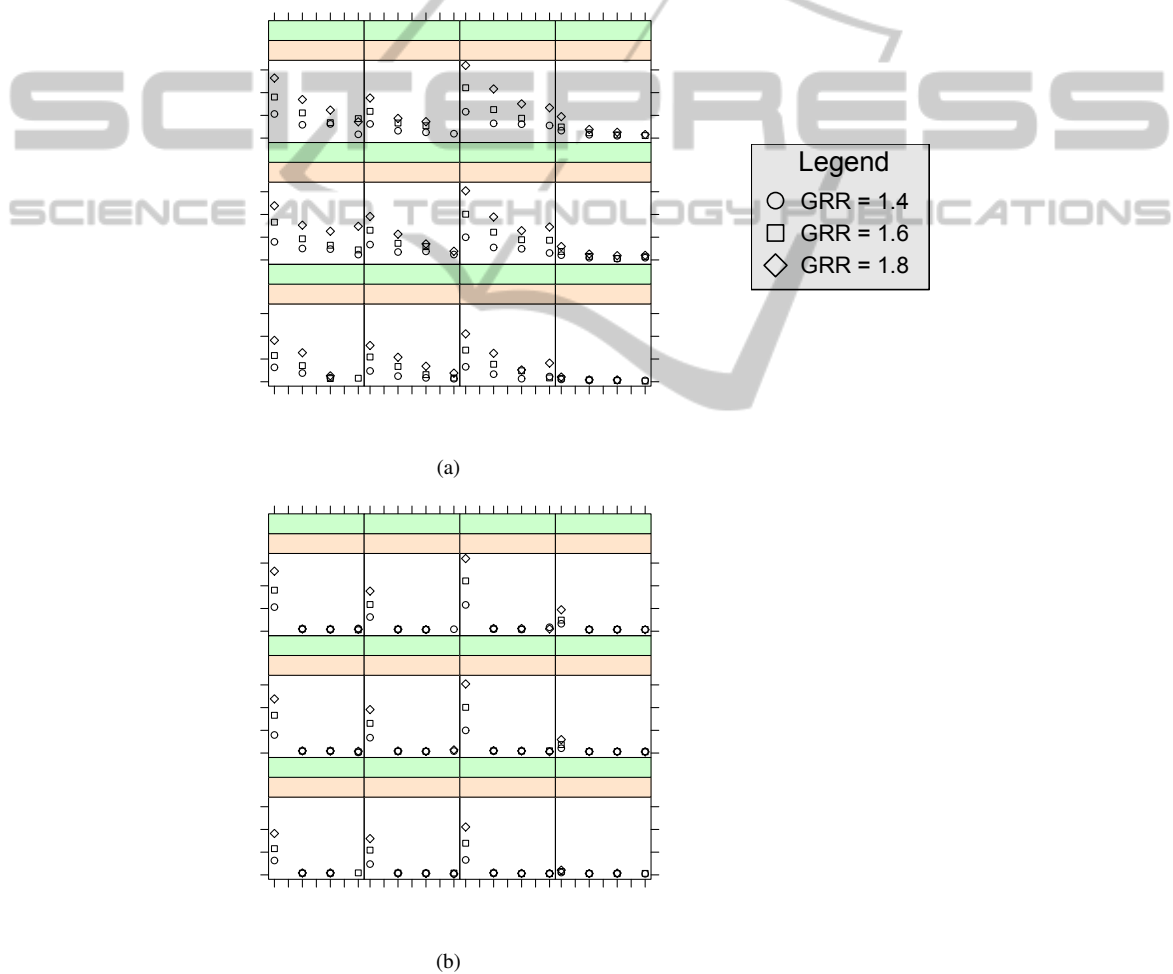 SCITEPRESS
SCIENCE AND TECHNOLOGY PUBLICATIONS
Legend
GRR = 1.4
GRR = 1.6
GRR = 1.8
(a)
(b)